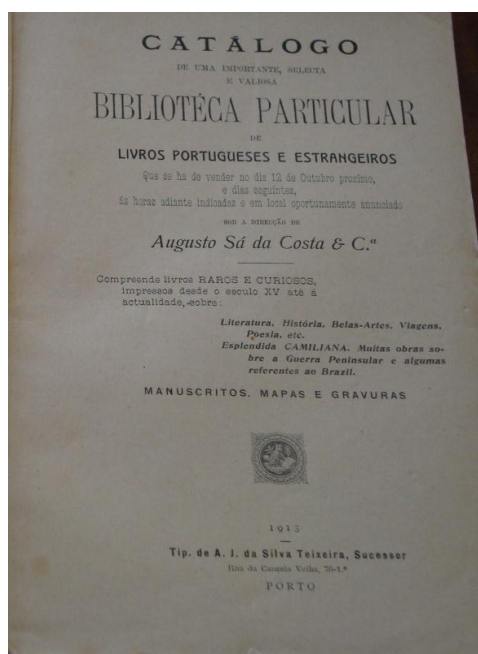 CATÁLOGO
DE UMA IMPORTANTE, SELECTA
E VALIOSA
BIBLIOTÉCA PARTICULAR
DE
LIVROS PORTUGUESES E ESTRANGEIROS
Que se ha de vender no dia 12 de Outubro proximo,
e dias seguintes,
ás horas adiante indicadas e em local oportunamente anunciado
SOB A DIRECÇÃO DE
Augusto Sá da Costa & C.ª
Compreende livros RAROS E CURIOSOS,
impressos desde o seculo XV até á
actualidade, sobre:
Literatura, História, Belas-Artes, Viagens,
Poesia, etc.
Esplendida CAMILIANA. Muitas obras so-
bre a Guerra Peninsular e algumas
referentes ao Brazil.
MANUSCRITOS, MAPAS E GRAVURAS
1913
Tip. de A. J. da Silva Teixeira, Sucessor
Rua da Cancela Velha, 70-1.º
PORTO